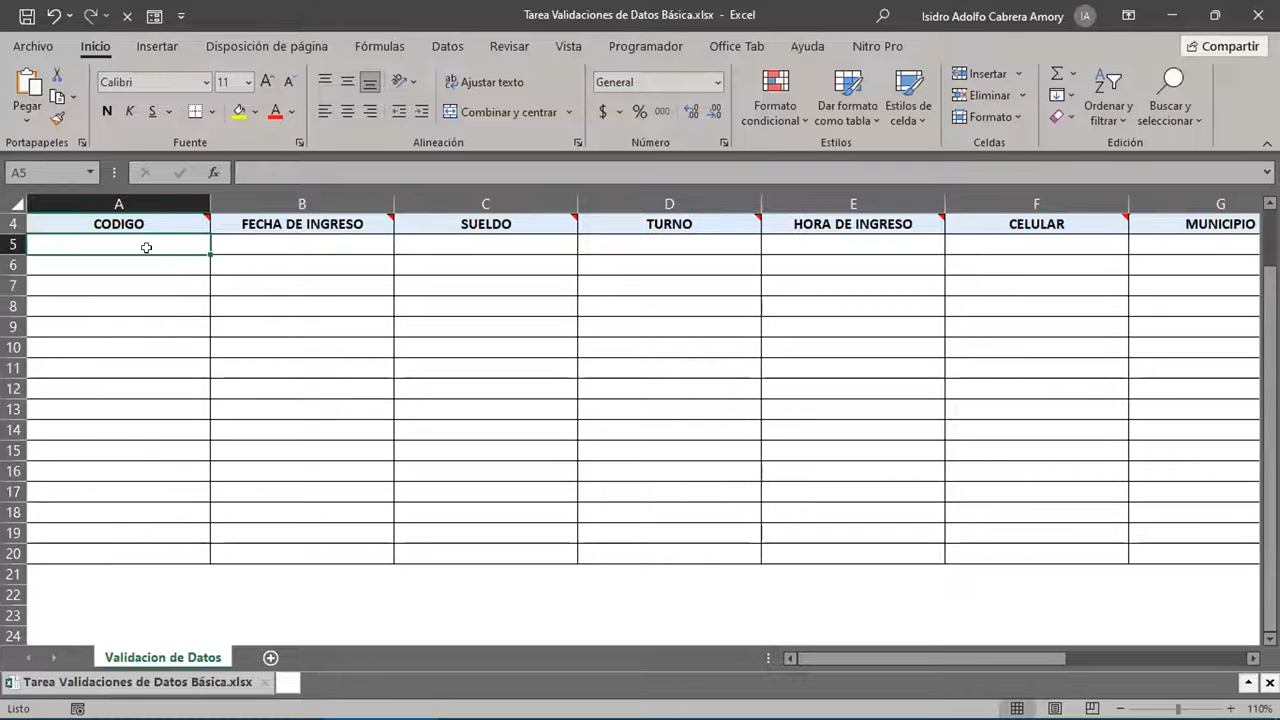 Tarea Validaciones de Datos Básica.xlsx - Excel
Isidro Adolfo Cabrera Amory
IA
Archivo Inicio Insertar Disposición de página Fórmulas Datos Revisar Vista Programador Office Tab Ayuda Nitro Pro
Compartir
Pegar
Calibri 11
N K S
Ajustar texto
Combinar y centrar
General
$ % 000
Formato condicional
Dar formato como tabla
Estilos de celda
Insertar
Eliminar
Formato
Ordenar y filtrar
Buscar y seleccionar
Portapapeles Fuente Alineación Número Estilos Celdas Edición
A5
fx
A B C D E F G
4 CODIGO FECHA DE INGRESO SUELDO TURNO HORA DE INGRESO CELULAR MUNICIPIO
5
6
7
8
9
10
11
12
13
14
15
16
17
18
19
20
21
22
23
24
Validacion de Datos
Tarea Validaciones de Datos Básica.xlsx
Listo
110%